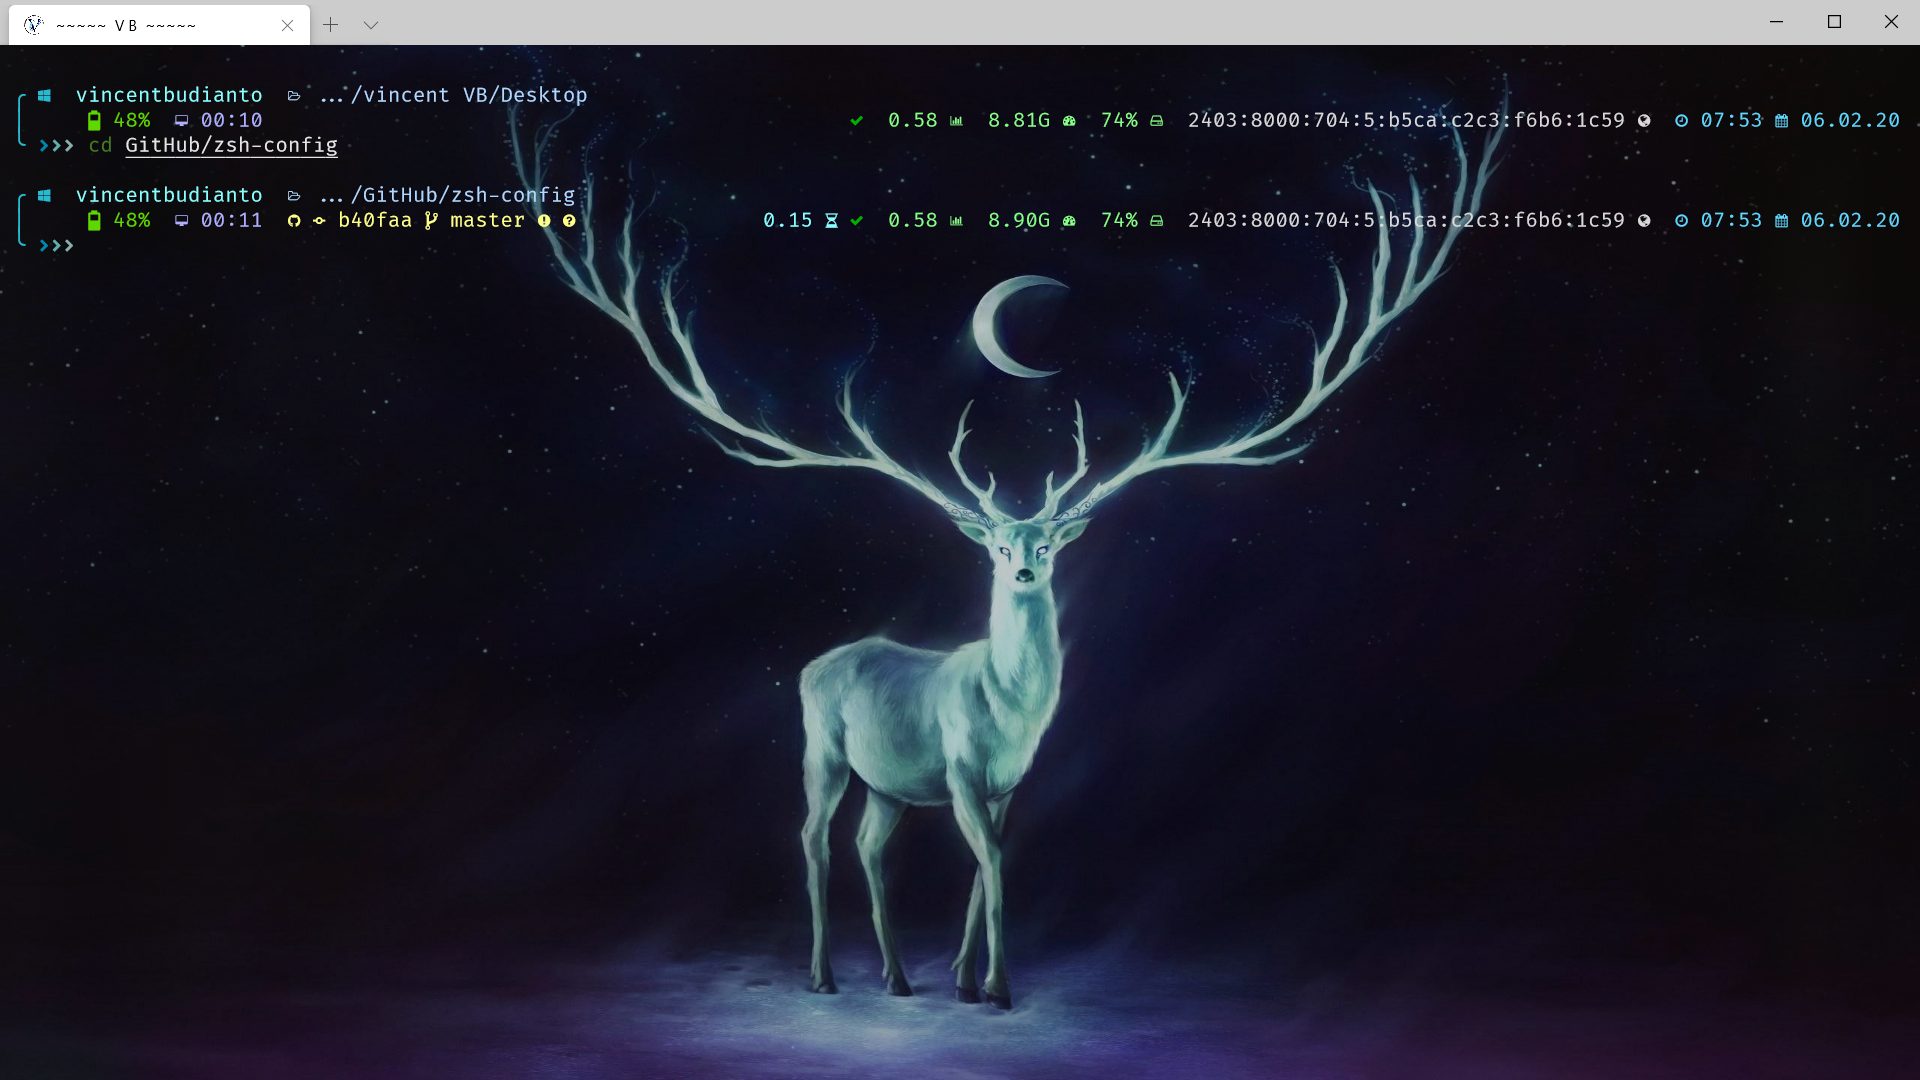 ~~~~~ V B ~~~~~
vincentbudianto .../vincent VB/Desktop
48% 00:10 0.58 8.81G 74% 2403:8000:704:5:b5ca:c2c3:f6b6:1c59 07:53 06.02.20
❯❯❯ cd GitHub/zsh-config
vincentbudianto .../GitHub/zsh-config
48% 00:11 b40faa master 0.15 0.58 8.90G 74% 2403:8000:704:5:b5ca:c2c3:f6b6:1c59 07:53 06.02.20
❯❯❯